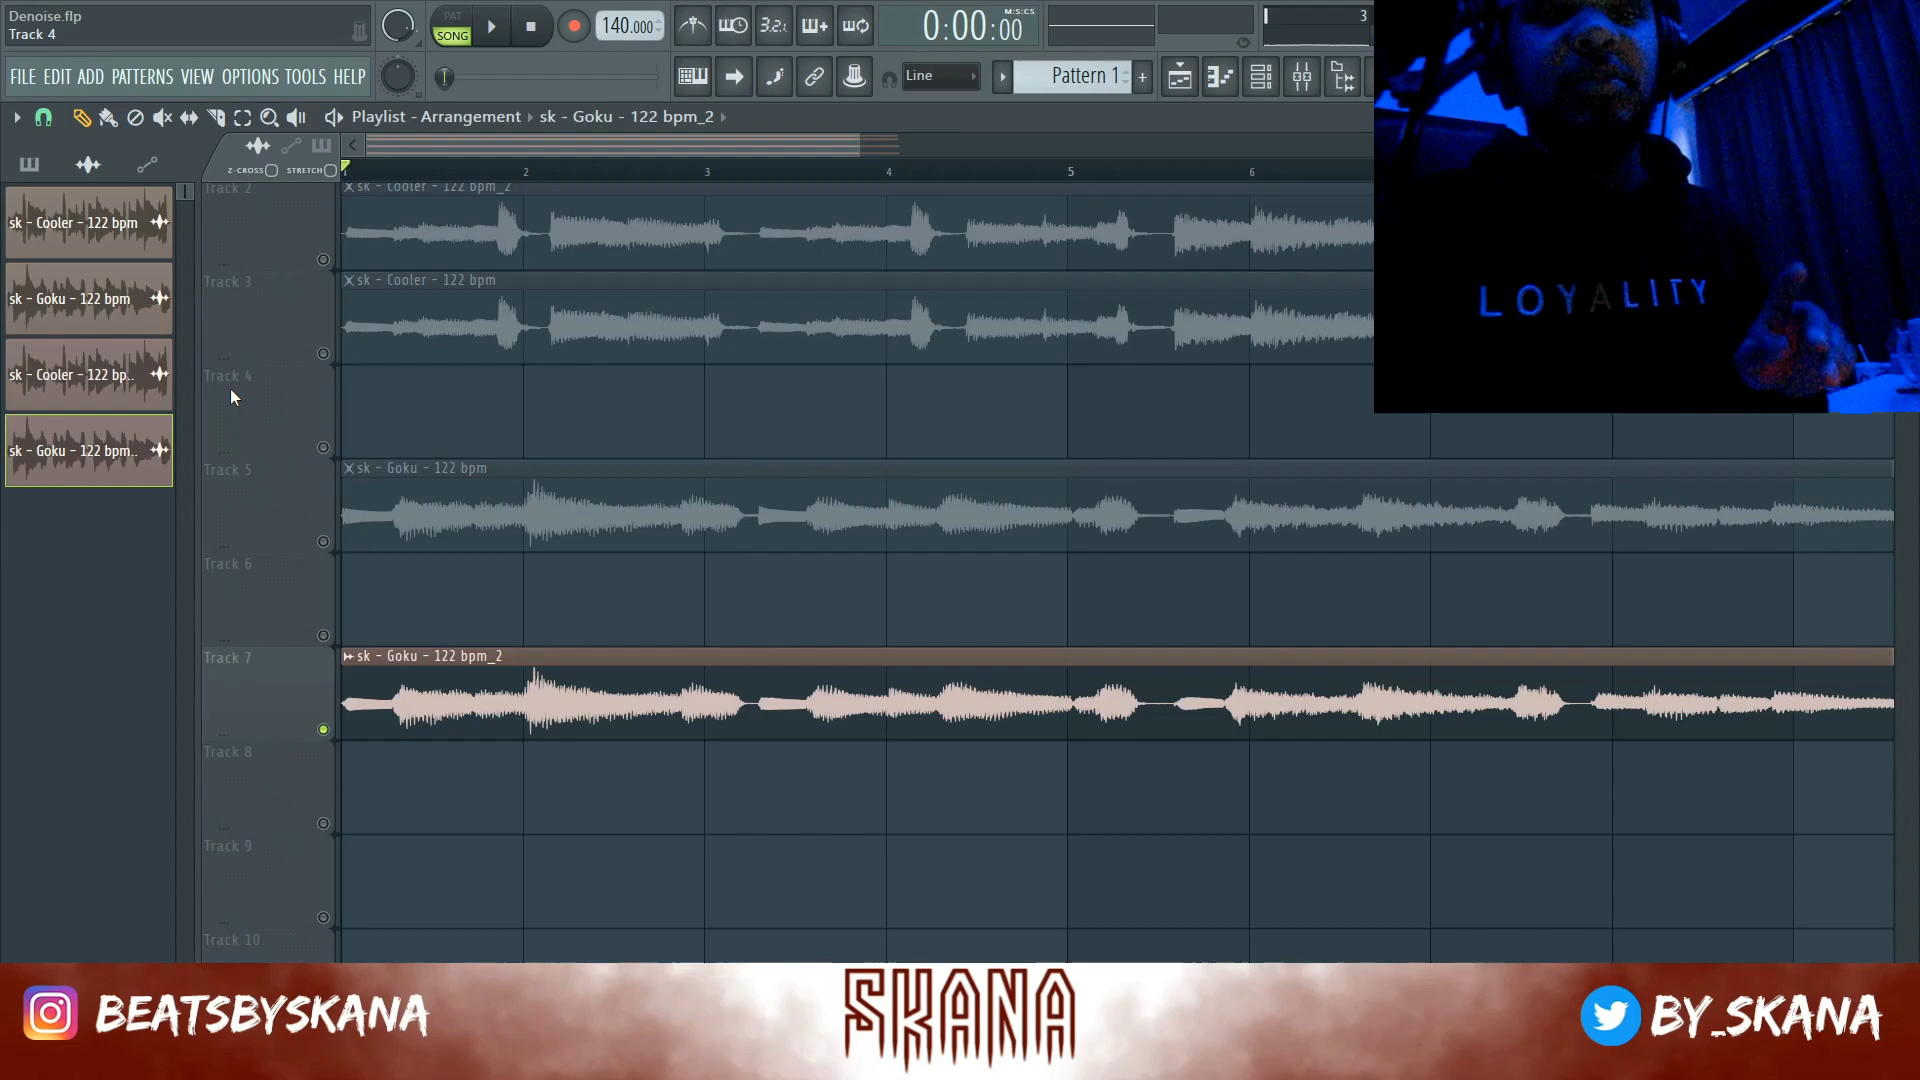 Denoise.flp
Track 4
FILE EDIT ADD PATTERNS VIEW OPTIONS TOOLS HELP
PAT
SONG
140.000
3.2.
0:00:00
M:S:CS
3
Line
Pattern 1
Playlist - Arrangement sk - Goku - 122 bpm_2
Z-CROSS STRETCH
2 3 4 5 6
sk - Cooler - 122 bpm
sk - Goku - 122 bpm
sk - Cooler - 122 bp..
sk - Goku - 122 bpm..
Track 2
sk - Cooler - 122 bpm_2
Track 3
sk - Cooler - 122 bpm
Track 4
Track 5
sk - Goku - 122 bpm
Track 6
Track 7
sk - Goku - 122 bpm_2
Track 8
Track 9
Track 10
LOYALITY
BEATSBYSKANA
SKANA
BY_SKANA